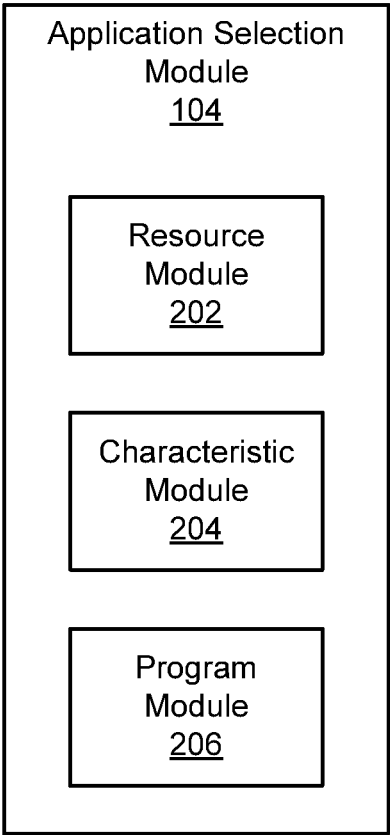 Application Selection
Module
104
Resource
Module
202
Characteristic
Module
204
Program
Module
206